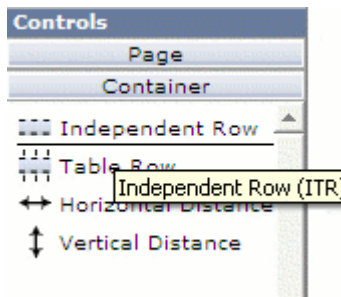 Controls
Page
Container
Independent Row
Table Row
Independent Row (ITR)
Horizontal Distance
Vertical Distance